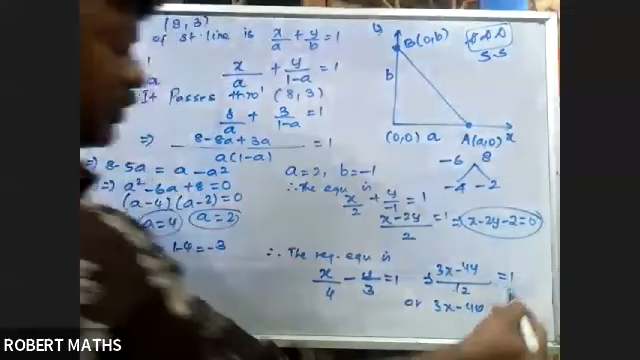 (8, 3)
of st. line is x/a + y/b = 1
x/a + y/1-a = 1
It Passes thro' (8, 3)
8/a + 3/1-a = 1
=> 8-8a+3a/a(1-a) = 1
=> 8-5a = a-a²
=> a²-6a+8=0
(a-4)(a-2)=0
a=4, a=2
1-4=-3
a=2, b=-1
∴ the equ is
x/2 + y/-1 = 1
x-2y/2 = 1 => x-2y-2=0
∴ The req. equ is
x/4 - y/3 = 1 => 3x-4y/12 = 1
or 3x-4y
B(0,b)
b
(0,0) a A(a,0) x
S.S
-6 8
-4 -2
ROBERT MATHS